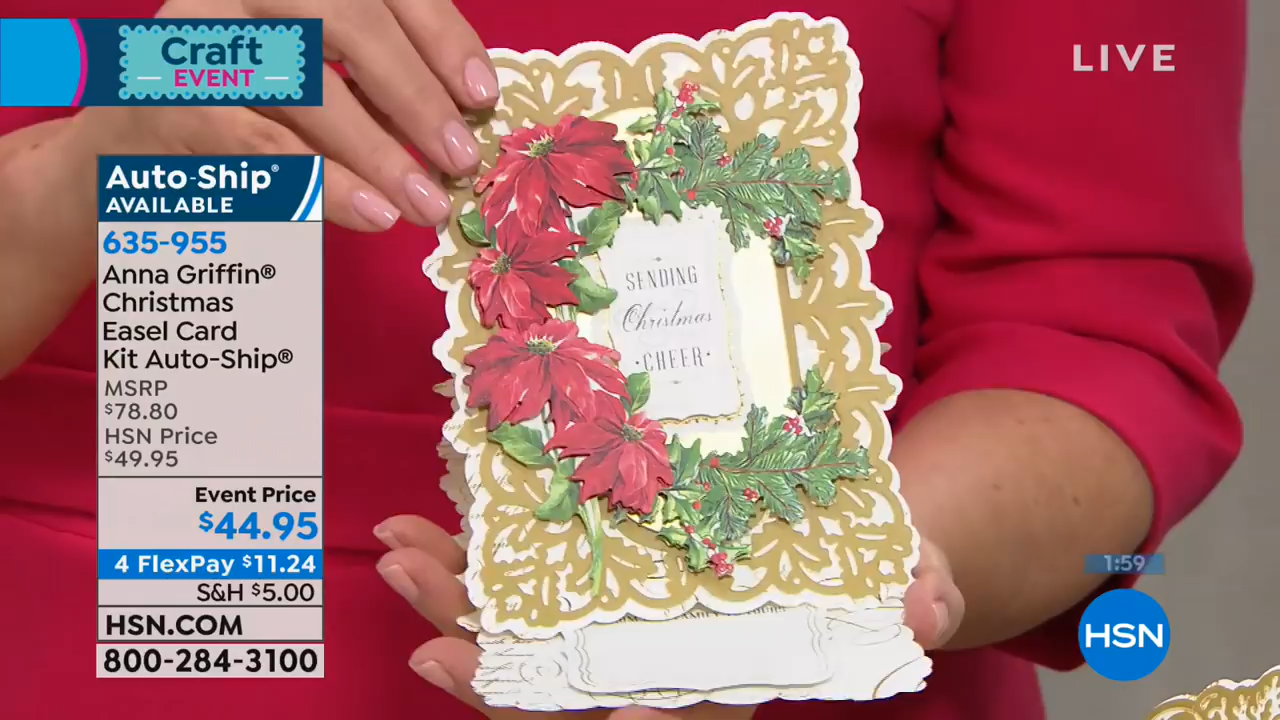 Craft
EVENT
LIVE
Auto-Ship®
AVAILABLE
635-955
Anna Griffin®
Christmas
Easel Card
Kit Auto-Ship®
MSRP
$78.80
HSN Price
$49.95
Event Price
$44.95
4 FlexPay $11.24
S&H $5.00
HSN.COM
800-284-3100
SENDING
Christmas
·CHEER·
1:59
HSN